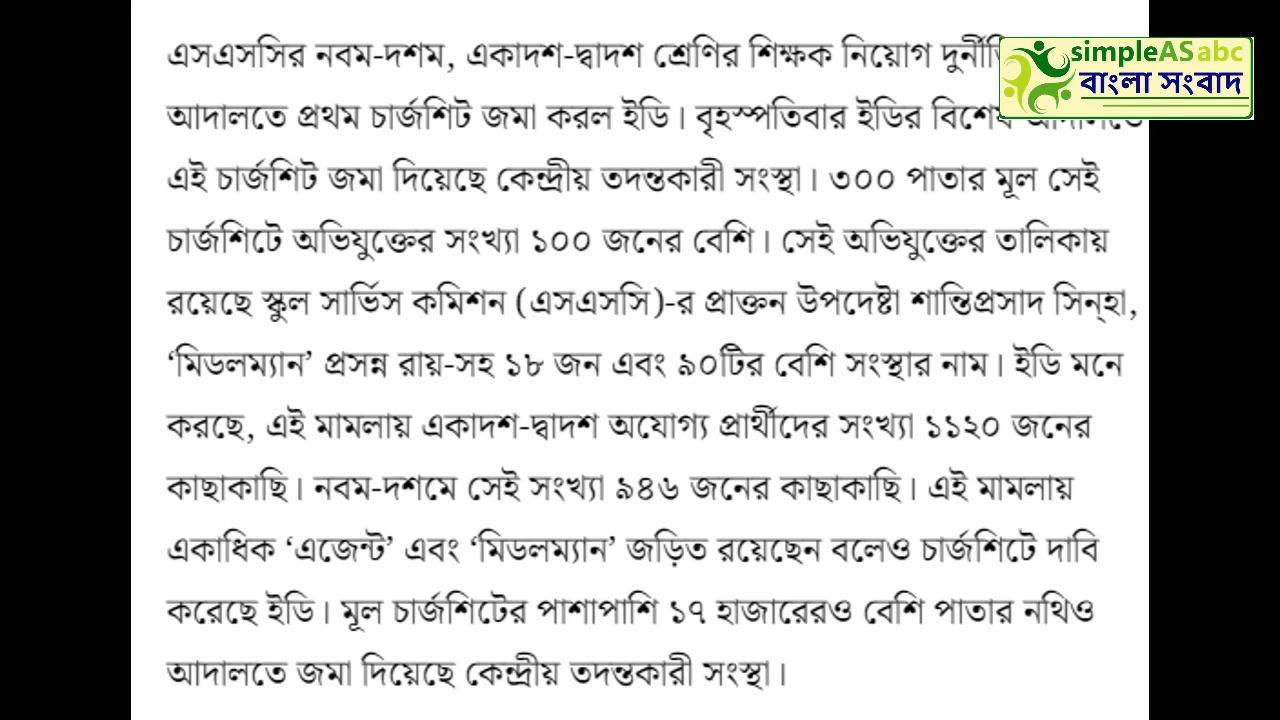 এসএসসির নবম-দশম, একাদশ-দ্বাদশ শ্রেণির শিক্ষক নিয়োগ
simpleASabc
বাংলা সংবাদ
আদালতে প্রথম চার্জশিট জমা করল ইডি। বৃহস্পতিবার ইডির বিশেষ
এই চার্জশিট জমা দিয়েছে কেন্দ্রীয় তদন্তকারী সংস্থা। ৩০০ পাতার মূল সেই
চার্জশিটে অভিযুক্তের সংখ্যা ১০০ জনের বেশি। সেই অভিযুক্তের তালিকায়
রয়েছে স্কুল সার্ভিস কমিশন (এসএসসি)-র প্রাক্তন উপদেষ্টা শান্তিপ্রসাদ সিন্‌হা,
‘মিডলম্যান’ প্রসন্ন রায়-সহ ১৮ জন এবং ৯০টির বেশি সংস্থার নাম। ইডি মনে
করছে, এই মামলায় একাদশ-দ্বাদশ অযোগ্য প্রার্থীদের সংখ্যা ১১২০ জনের
কাছাকাছি। নবম-দশমে সেই সংখ্যা ৯৪৬ জনের কাছাকাছি। এই মামলায়
একাধিক ‘এজেন্ট’ এবং ‘মিডলম্যান’ জড়িত রয়েছেন বলেও চার্জশিটে দাবি
করেছে ইডি। মূল চার্জশিটের পাশাপাশি ১৭ হাজারেরও বেশি পাতার নথিও
আদালতে জমা দিয়েছে কেন্দ্রীয় তদন্তকারী সংস্থা।